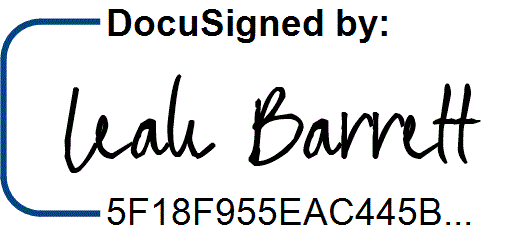 DocuSigned by:
Leah Barrett
5F18F955EAC445B...